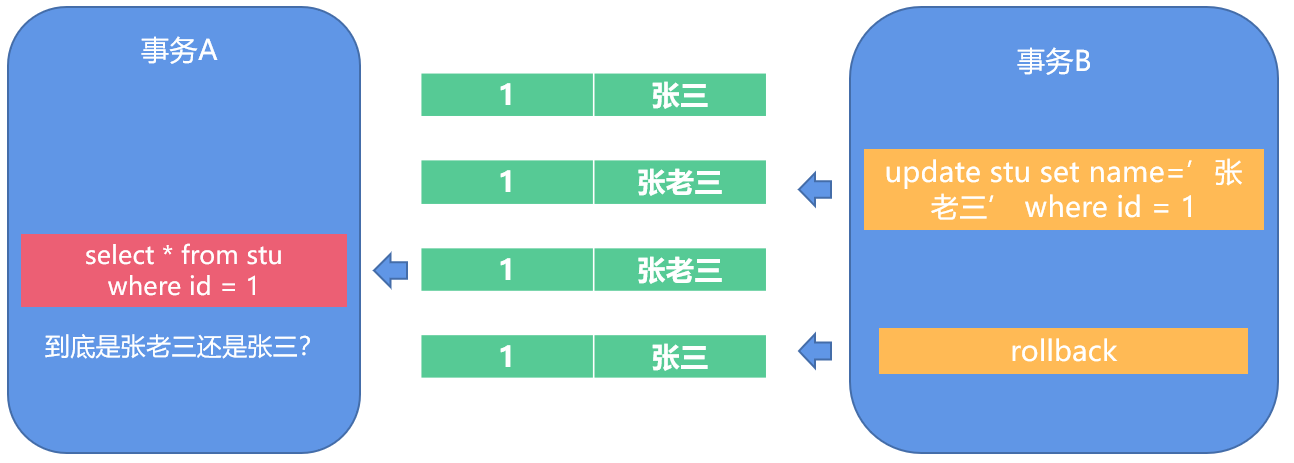 事务A
select * from stu
where id = 1
到底是张老三还是张三？
1 张三
1 张老三
1 张老三
1 张三
事务B
update stu set name=’张
老三’ where id = 1
rollback